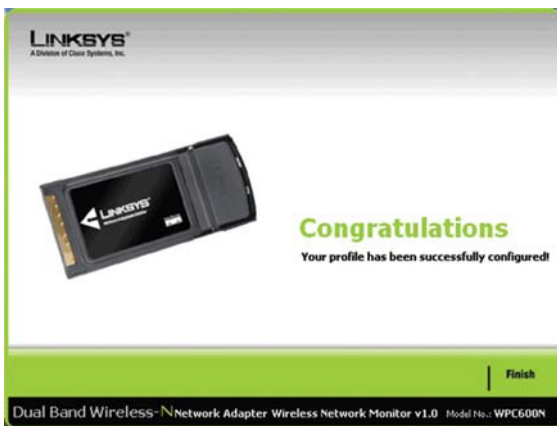 LINKSYS®
A Division of Cisco Systems, Inc.
LINKSYS
Congratulations
Your profile has been successfully configured!
Finish
Dual Band Wireless-N Network Adapter Wireless Network Monitor v1.0 Model No.: WPC600N